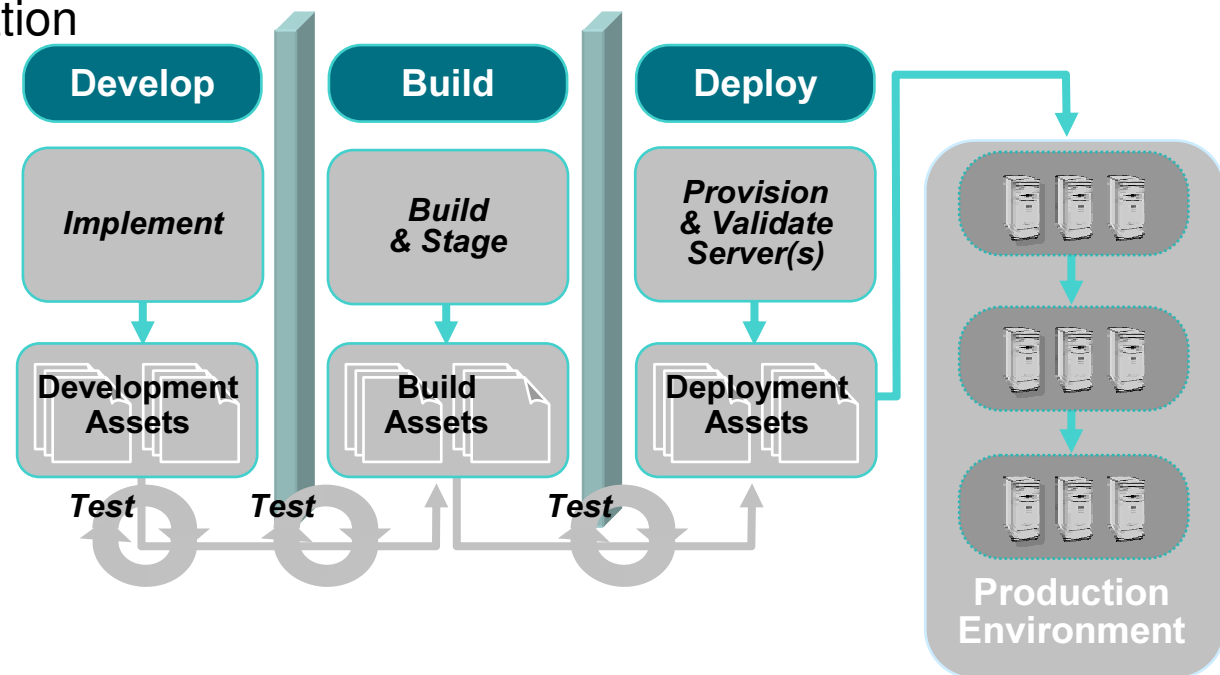 Develop
Build
Deploy
Implement
Build
& Stage
Provision
& Validate
Server(s)
Development
Assets
Build
Assets
Deployment
Assets
Test
Test
Test
Production
Environment